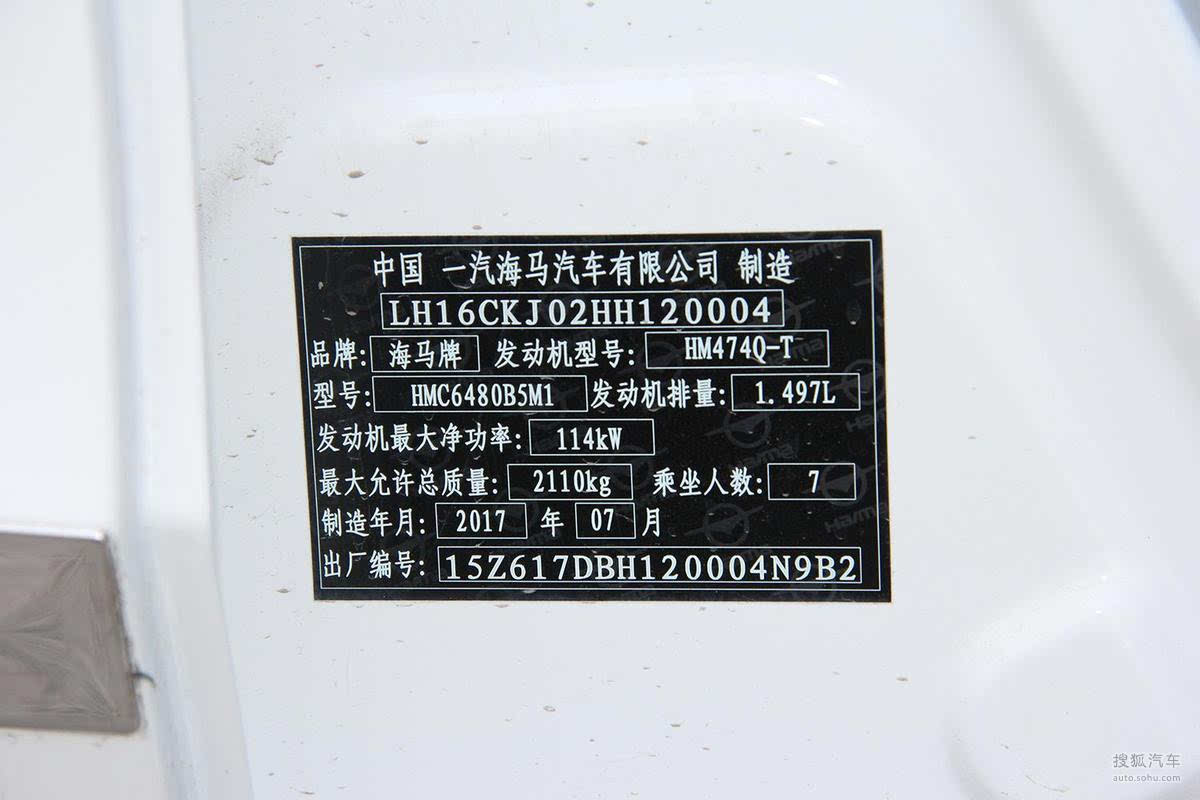 中国 一汽海马汽车有限公司 制造
LH16CKJ02HH120004
品牌: 海马牌 发动机型号: HM474Q-T
型号: HMC6480B5M1 发动机排量: 1.497L
发动机最大净功率: 114kW
最大允许总质量: 2110kg 乘坐人数: 7
制造年月: 2017 年 07 月
出厂编号: 15Z617DBH120004N9B2
搜狐汽车
auto.sohu.com